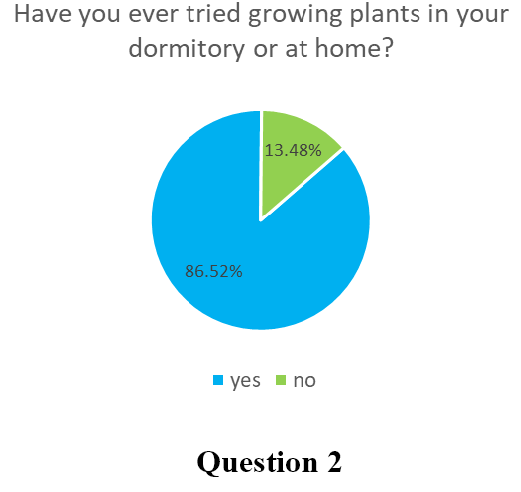 Have you ever tried growing plants in your
dormitory or at home?
13.48%
86.52%
yes no
Question 2